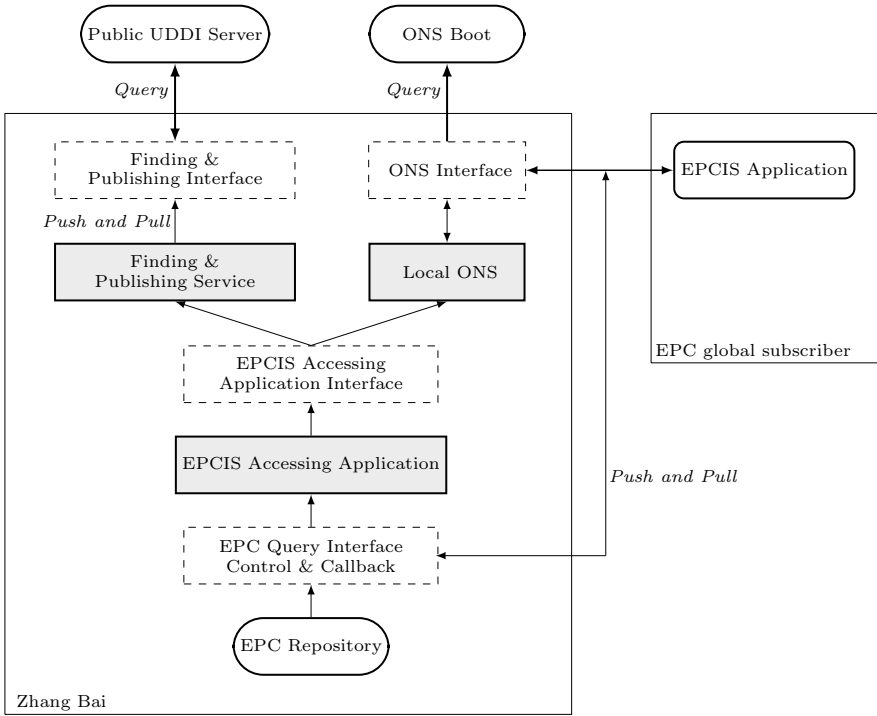 Public UDDI Server
ONS Boot
Query
Query
Finding &
Publishing Interface
ONS Interface
EPCIS Application
Push and Pull
Finding &
Publishing Service
Local ONS
EPC global subscriber
EPCIS Accessing
Application Interface
EPCIS Accessing Application
Push and Pull
EPC Query Interface
Control & Callback
EPC Repository
Zhang Bai